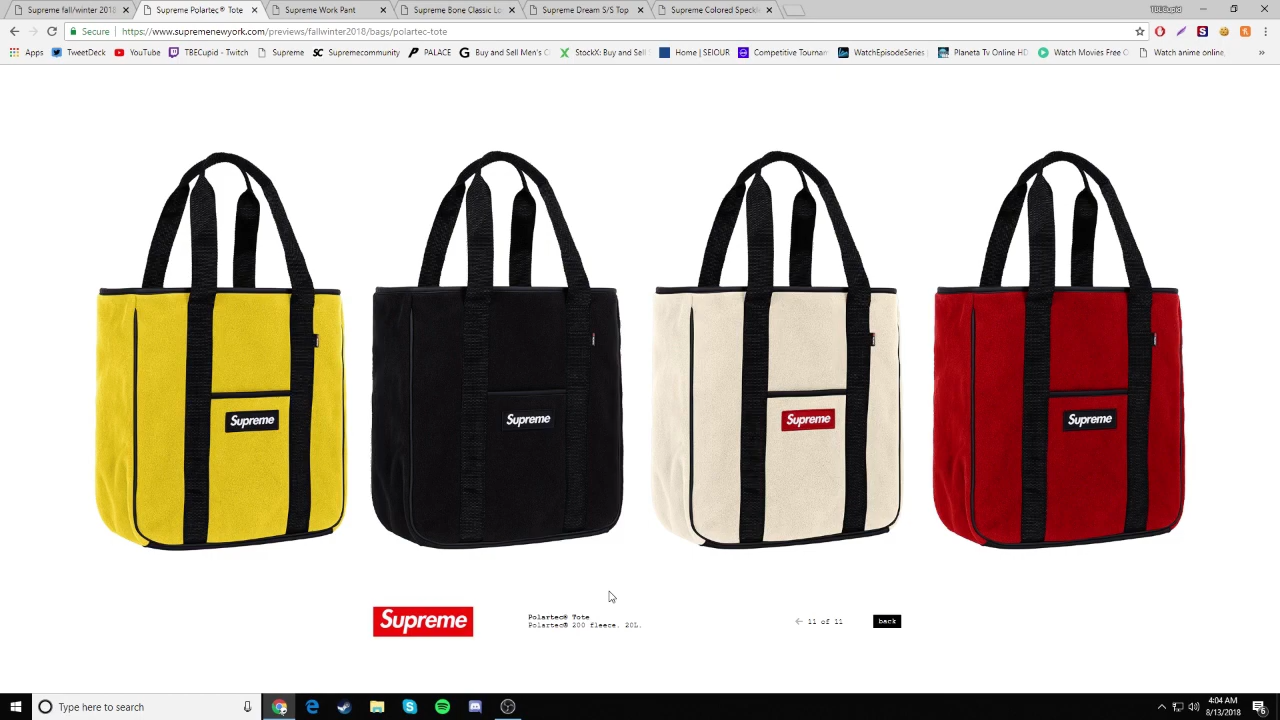 Supreme fall/winter 2018
Supreme Polartec® Tote
Supreme Work Pant
Supreme Bone Classic Lo
Supreme Dream S/S Top
Supreme Colored Speckle
Secure
https://www.supremenewyork.com/previews/fallwinter2018/bags/polartec-tote
Apps
TweetDeck
YouTube
TBECupid - Twitch
Supreme
SC Supremecommunity
PALACE
G Buy and Sell Men's C
StockX: Buy and Sell
Home | SEOUR
Competitive Tourname
WatchEpisodeSeries
Planeta Tv Online HD
Watch Movies Free O
Watch anime online,
Supreme
Supreme
Supreme
Supreme
Supreme
Polartec® Tote
Polartec® 200 fleece. 20L.
11 of 11
back
Type here to search
4:04 AM
8/13/2018